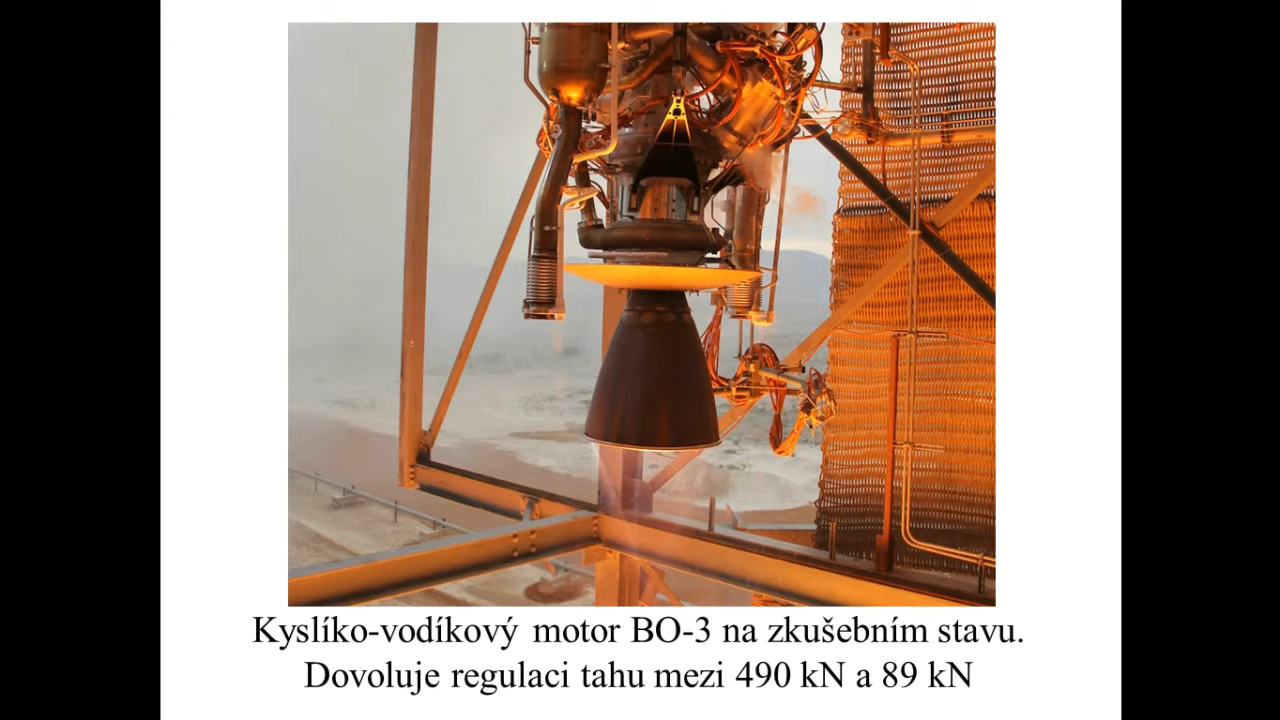 Kyslíko-vodíkový motor BO-3 na zkušebním stavu.
Dovoluje regulaci tahu mezi 490 kN a 89 kN